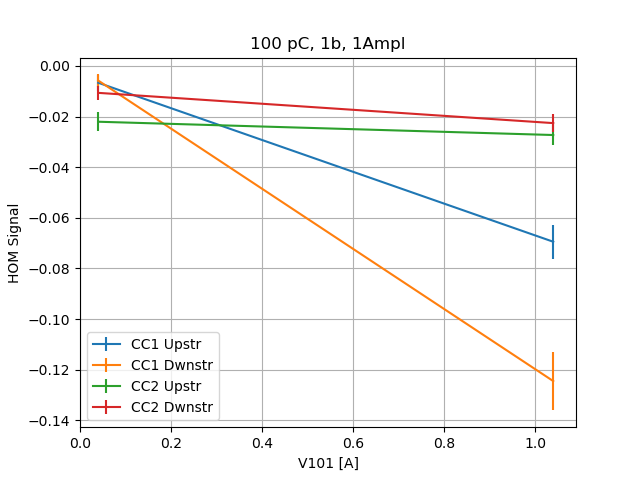 100 pC, 1b, 1Ampl
HOM Signal
0.00
−0.02
−0.04
−0.06
−0.08
−0.10
−0.12
−0.14
CC1 Upstr
CC1 Dwnstr
CC2 Upstr
CC2 Dwnstr
0.0 0.2 0.4 0.6 0.8 1.0
V101 [A]